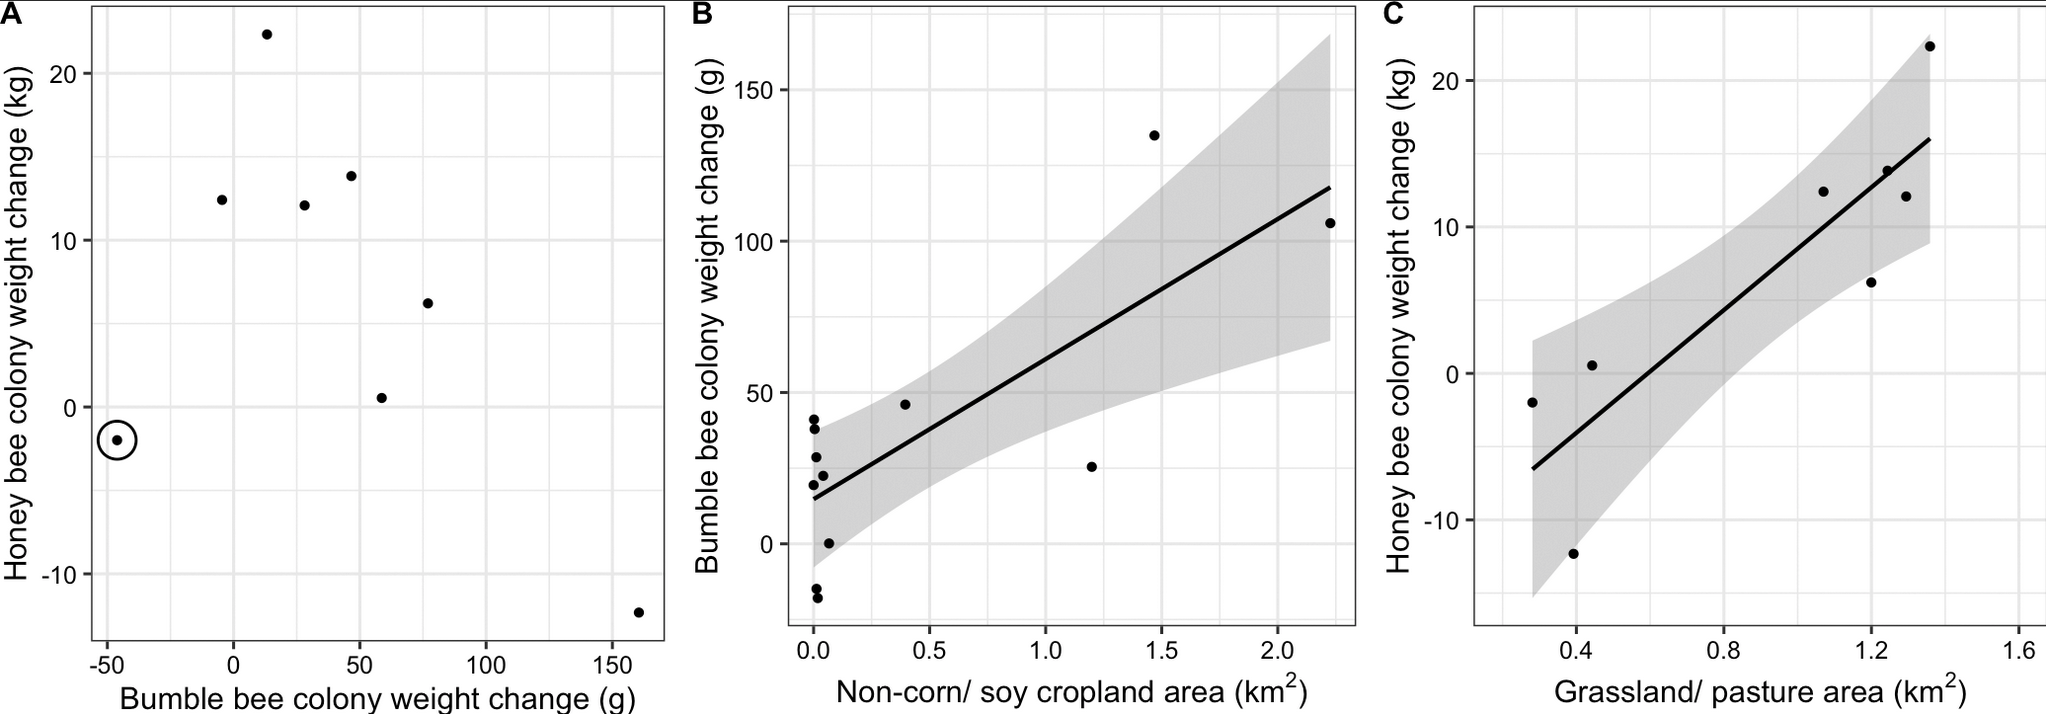 A
Honey bee colony weight change (kg)
20
10
0
-10
-50 0 50 100 150
Bumble bee colony weight change (g)
B
Bumble bee colony weight change (g)
150
100
50
0
0.0 0.5 1.0 1.5 2.0
Non-corn/ soy cropland area (km²)
C
Honey bee colony weight change (kg)
20
10
0
-10
0.4 0.8 1.2 1.6
Grassland/ pasture area (km²)